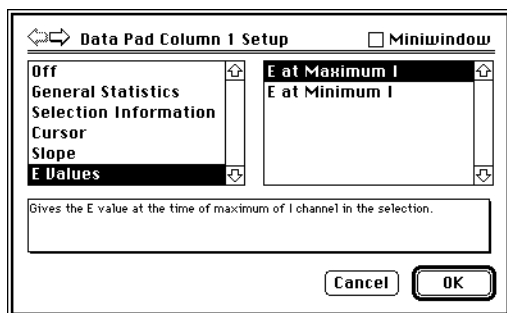 Data Pad Column 1 Setup
Miniwindow
Off
General Statistics
Selection Information
Cursor
Slope
E Values
E at Maximum I
E at Minimum I
Gives the E value at the time of maximum of I channel in the selection.
Cancel
OK